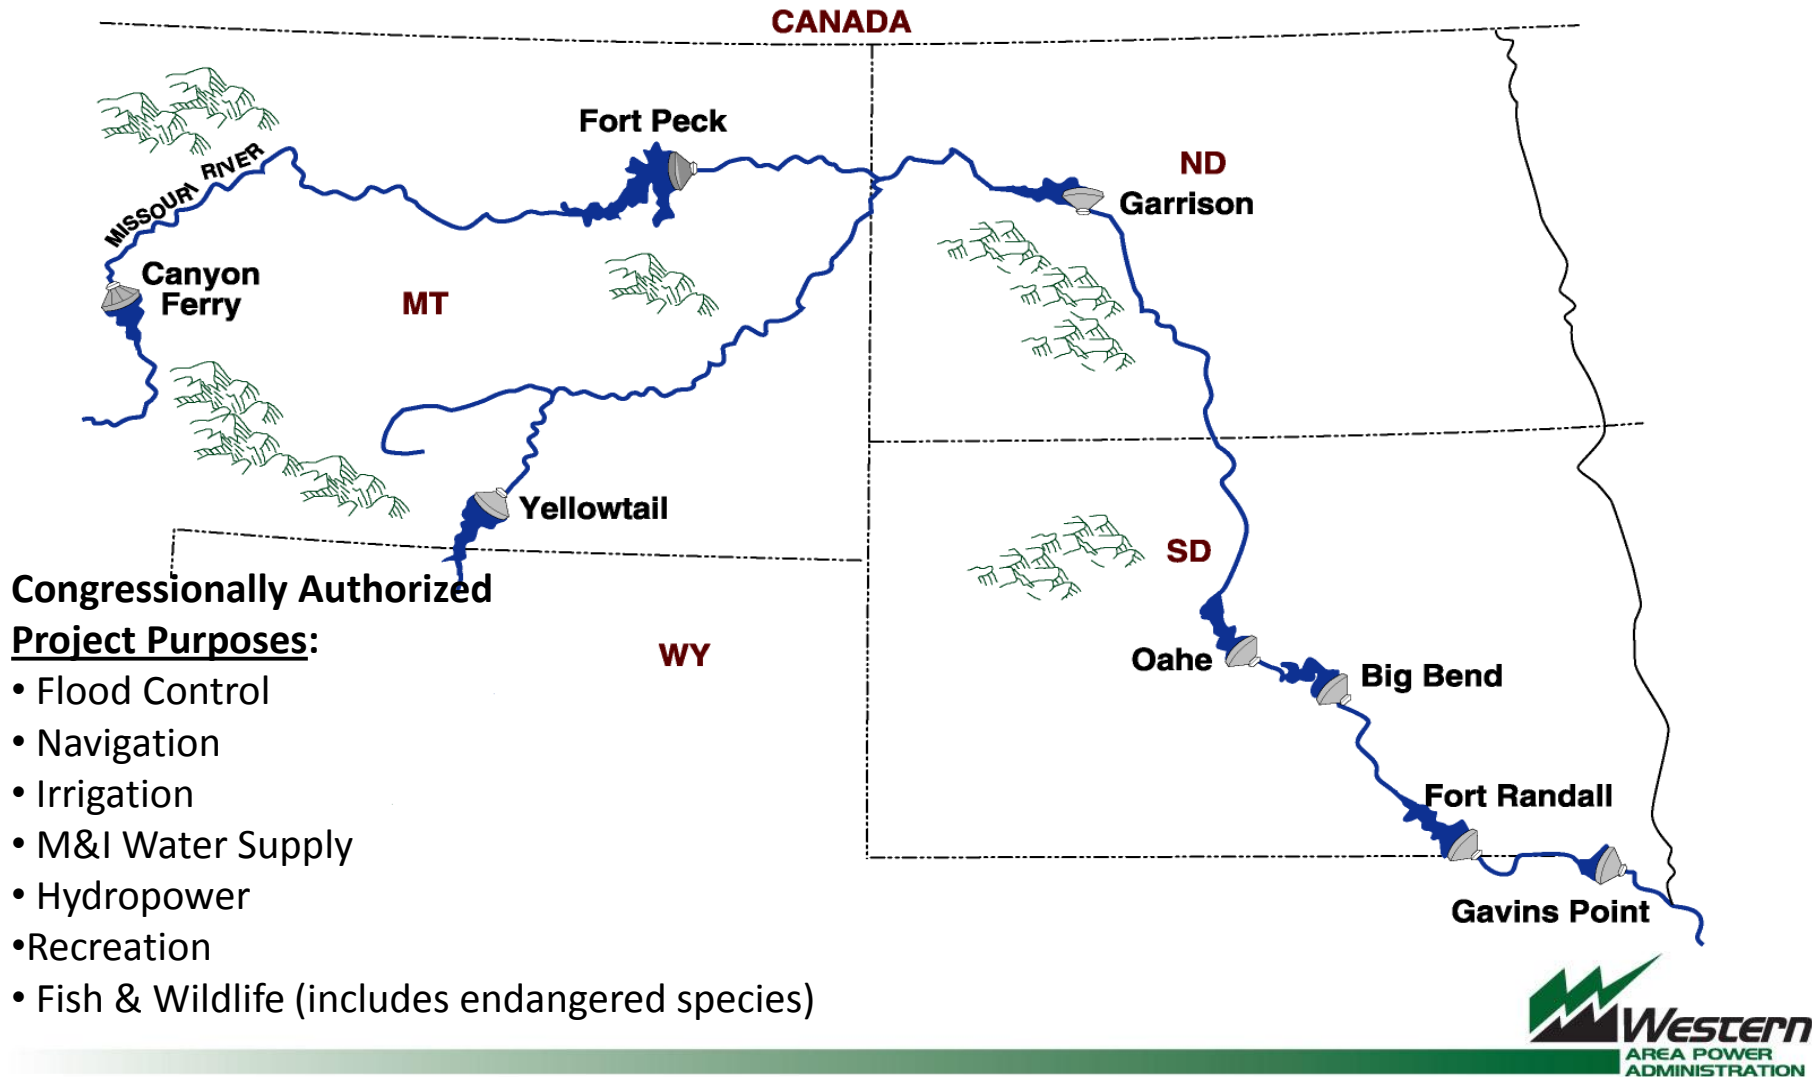 CANADA
Fort Peck
ND
MISSOURI RIVER
Garrison
Canyon
Ferry
MT
Yellowtail
SD
Congressionally Authorized
Project Purposes:
WY
Oahe
Big Bend
• Flood Control
• Navigation
• Irrigation
Fort Randall
• M&I Water Supply
• Hydropower
Gavins Point
•Recreation
• Fish & Wildlife (includes endangered species)
Western
AREA POWER
ADMINISTRATION